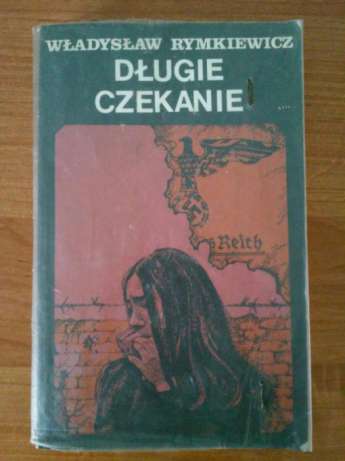 WŁADYSŁAW RYMKIEWICZ
DŁUGIE
CZEKANIE
s Reich